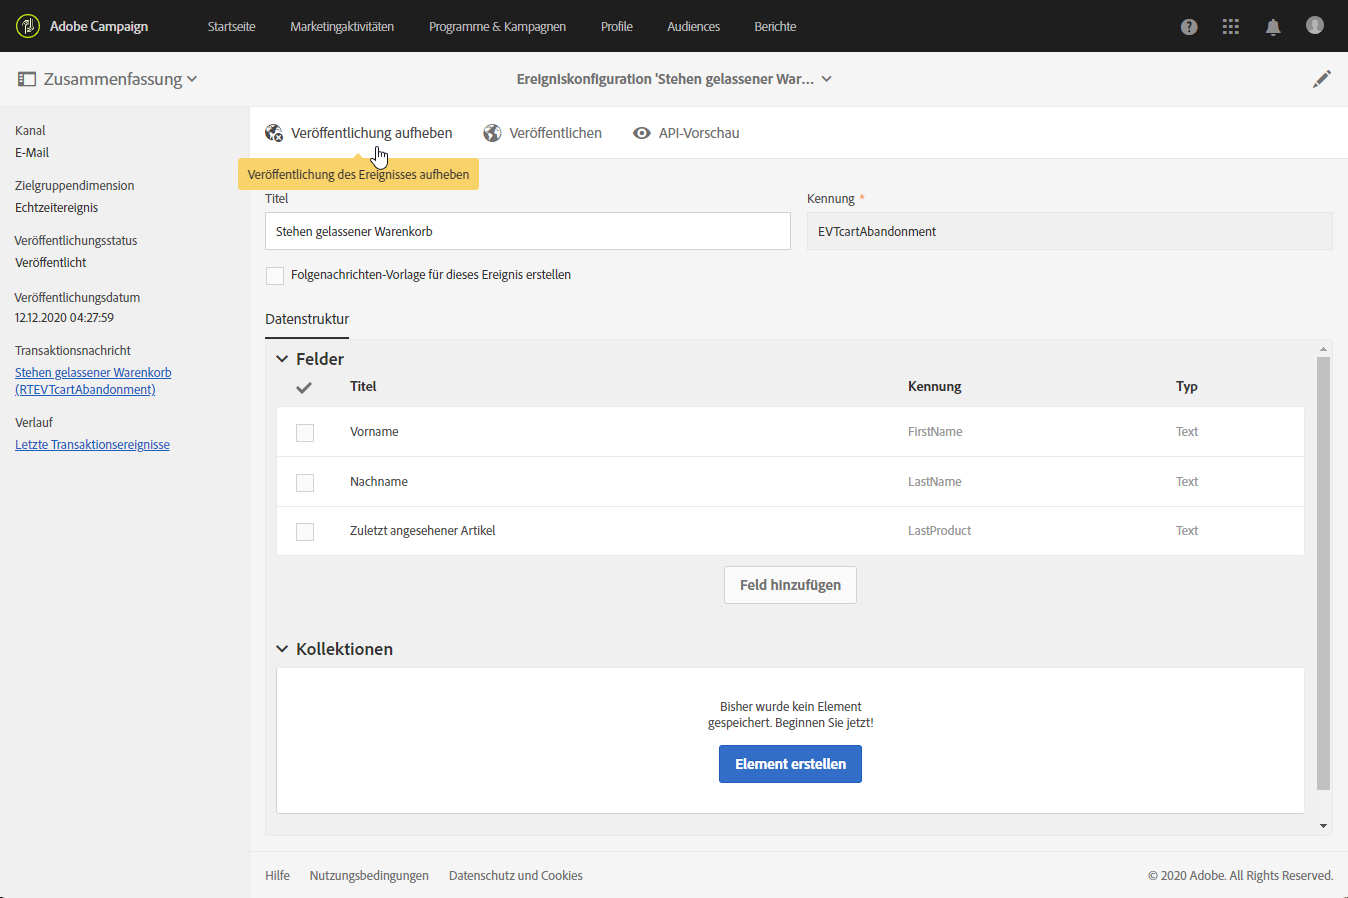 Adobe Campaign Startseite Marketingaktivitäten Programme & Kampagnen Profile Audiences Berichte
Zusammenfassung
Ereigniskonfiguration 'Stehen gelassener War...
Kanal
E-Mail
Zielgruppendimension
Echtzeitereignis
Veröffentlichungsstatus
Veröffentlicht
Veröffentlichungsdatum
12.12.2020 04:27:59
Transaktionsnachricht
Stehen gelassener Warenkorb
(RTEVTcartAbandonment)
Verlauf
Letzte Transaktionsereignisse
Veröffentlichung aufheben Veröffentlichen API-Vorschau
Veröffentlichung des Ereignisses aufheben
Titel Kennung *
Stehen gelassener Warenkorb EVTcartAbandonment
Folgenachrichten-Vorlage für dieses Ereignis erstellen
Datenstruktur
Felder
Titel Kennung Typ
Vorname FirstName Text
Nachname LastName Text
Zuletzt angesehener Artikel LastProduct Text
Feld hinzufügen
Kollektionen
Bisher wurde kein Element
gespeichert. Beginnen Sie jetzt!
Element erstellen
Hilfe Nutzungsbedingungen Datenschutz und Cookies © 2020 Adobe. All Rights Reserved.